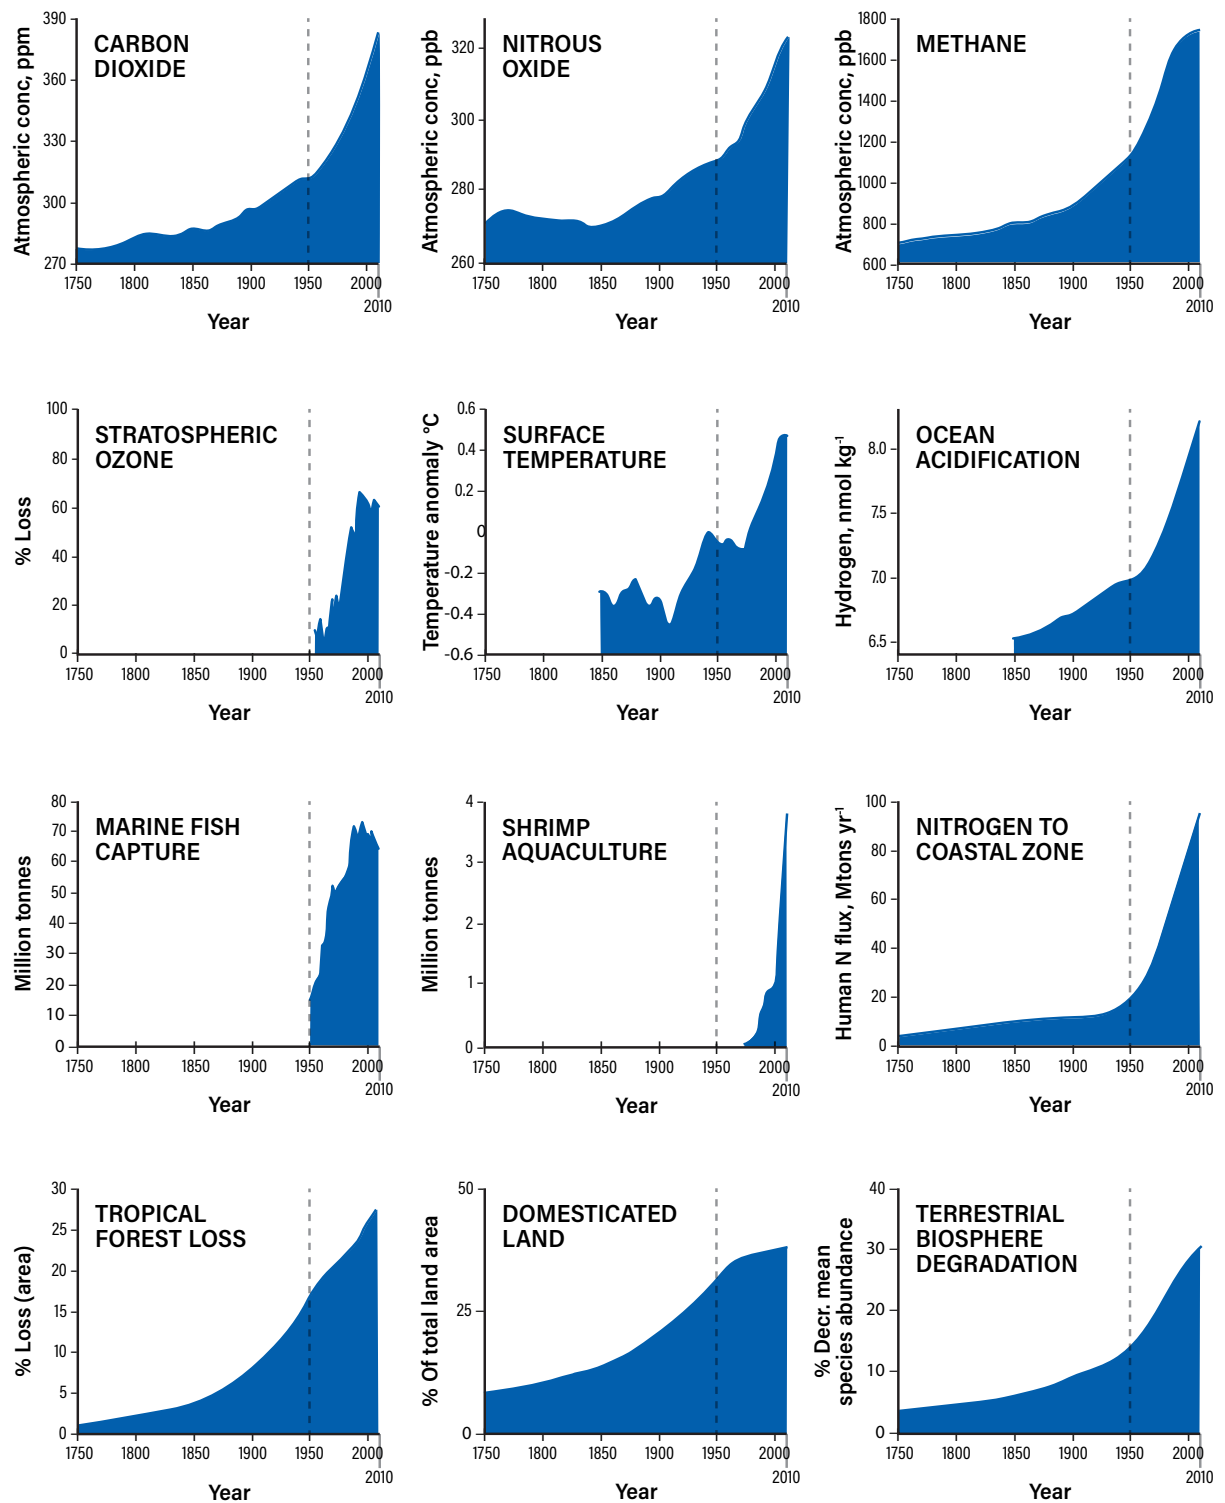 CARBON
DIOXIDE
Atmospheric conc, ppm
390
360
330
300
270
1750 1800 1850 1900 1950 2000
2010
Year
NITROUS
OXIDE
Atmospheric conc, ppb
320
300
280
260
1750 1800 1850 1900 1950 2000
2010
Year
METHANE
Atmospheric conc, ppb
1800
1600
1400
1200
1000
800
600
1750 1800 1850 1900 1950 2000
2010
Year
STRATOSPHERIC
OZONE
% Loss
100
80
60
40
20
0
1750 1800 1850 1900 1950 2000
2010
Year
SURFACE
TEMPERATURE
Temperature anomaly °C
0.6
0.4
0.2
0
-0.2
-0.4
-0.6
1750 1800 1850 1900 1950 2000
2010
Year
OCEAN
ACIDIFICATION
Hydrogen, nmol kg⁻¹
8.0
7.5
7.0
6.5
1750 1800 1850 1900 1950 2000
2010
Year
MARINE FISH
CAPTURE
Million tonnes
80
70
60
50
40
30
20
10
0
1750 1800 1850 1900 1950 2000
2010
Year
SHRIMP
AQUACULTURE
Million tonnes
4
3
2
1
0
1750 1800 1850 1900 1950 2000
2010
Year
NITROGEN TO
COASTAL ZONE
Human N flux, Mtons yr⁻¹
100
80
60
40
20
0
1750 1800 1850 1900 1950 2000
2010
Year
TROPICAL
FOREST LOSS
% Loss (area)
30
25
20
15
10
5
0
1750 1800 1850 1900 1950 2000
2010
Year
DOMESTICATED
LAND
% Of total land area
50
25
0
1750 1800 1850 1900 1950 2000
2010
Year
TERRESTRIAL
BIOSPHERE
DEGRADATION
% Decr. mean
species abundance
40
30
20
10
0
1750 1800 1850 1900 1950 2000
2010
Year